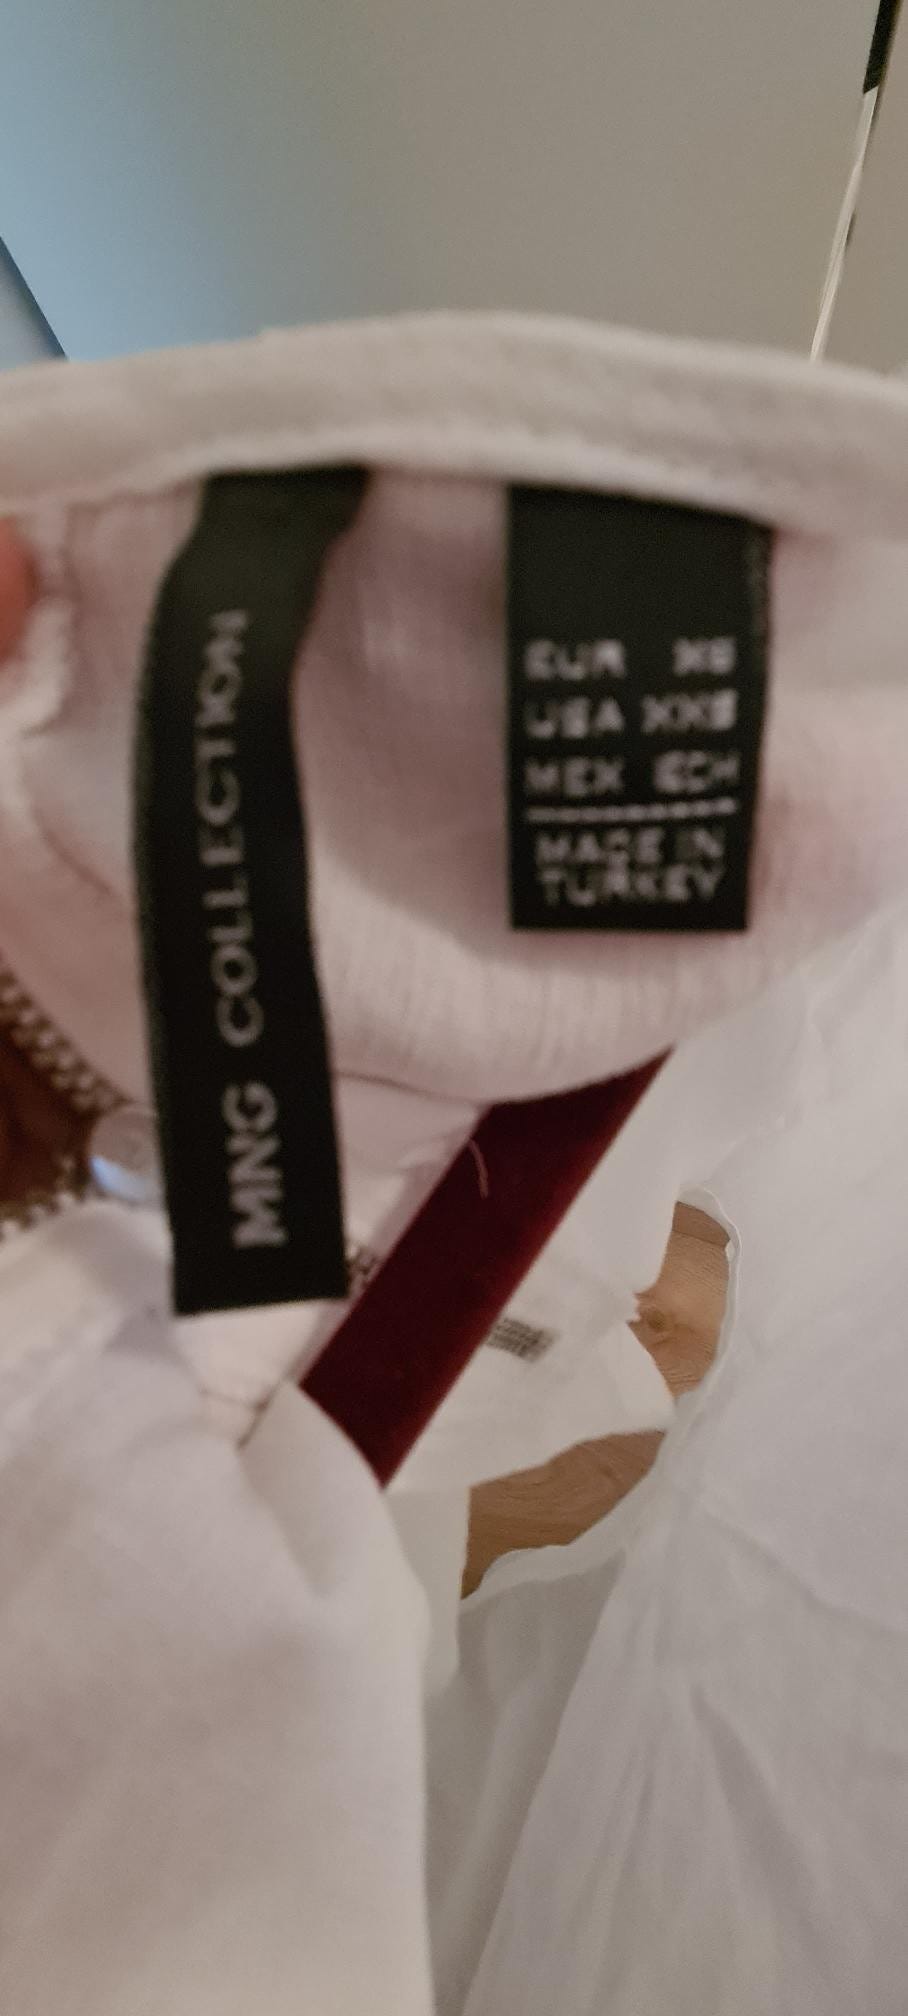 MNG COLLECTION
EUR XS
USA XXS
MEX ECH
MADE IN
TURKEY